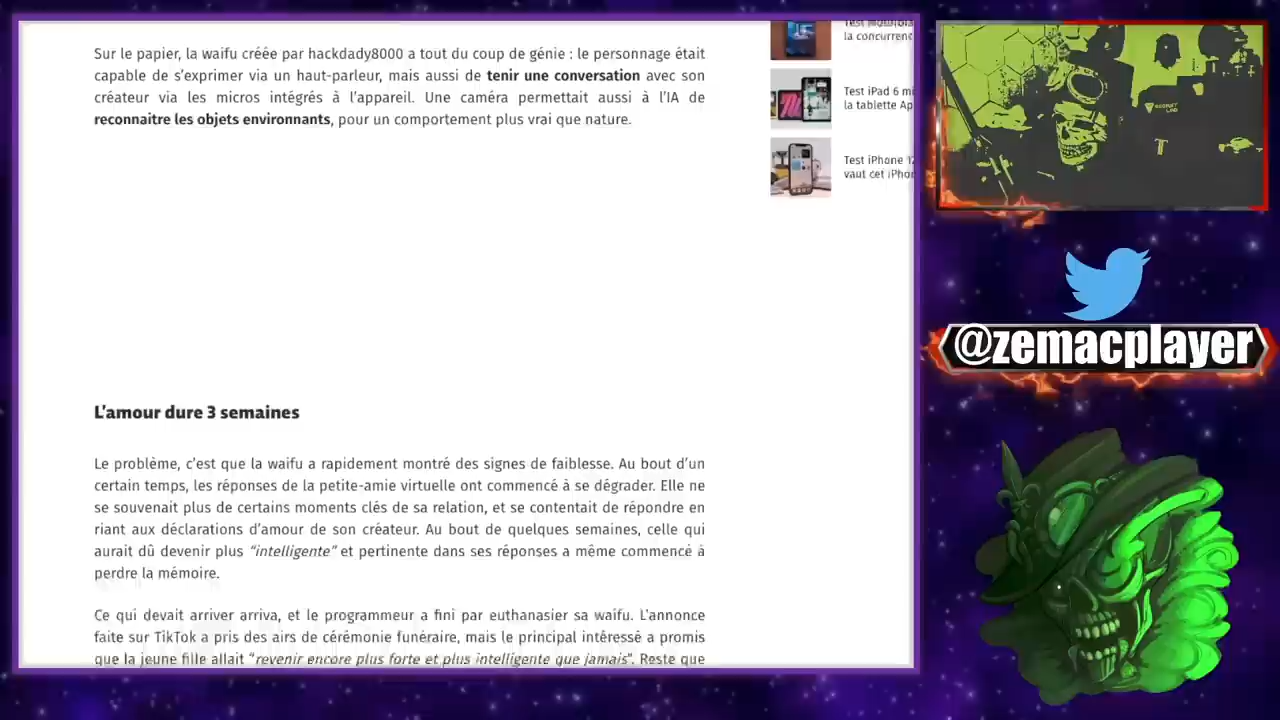 Sur le papier, la waifu créée par hackdady8000 a tout du coup de génie : le personnage était
capable de s'exprimer via un haut-parleur, mais aussi de tenir une conversation avec son
créateur via les micros intégrés à l'appareil. Une caméra permettait aussi à l'IA de
reconnaitre les objets environnants, pour un comportement plus vrai que nature.
L'amour dure 3 semaines
Le problème, c'est que la waifu a rapidement montré des signes de faiblesse. Au bout d'un
certain temps, les réponses de la petite-amie virtuelle ont commencé à se dégrader. Elle ne
se souvenait plus de certains moments clés de sa relation, et se contentait de répondre en
riant aux déclarations d'amour de son créateur. Au bout de quelques semaines, celle qui
aurait dû devenir plus "intelligente" et pertinente dans ses réponses a même commencé à
perdre la mémoire.
Ce qui devait arriver arriva, et le programmeur a fini par euthanasier sa waifu. L'annonce
faite sur TikTok a pris des airs de cérémonie funéraire, mais le principal intéressé a promis
que la jeune fille allait "revenir encore plus forte et plus intelligente que jamais". Reste que
la concurrenc
Test iPad 6 mi
la tablette Ap
Test iPhone 12
vaut cet iPho
@zemacplayer